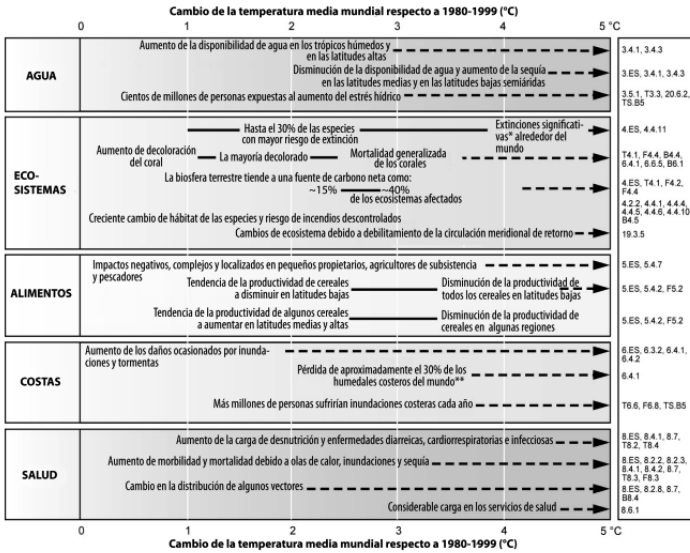 Cambio de la temperatura media mundial respecto a 1980-1999 (°C)
0 1 2 3 4 5 °C
AGUA
Aumento de la disponibilidad de agua en los trópicos húmedos y
en las latitudes altas
3.4.1, 3.4.3
Disminución de la disponibilidad de agua y aumento de la sequía
en las latitudes medias y en las latitudes bajas semiáridas
3.ES, 3.4.1, 3.4.3
Cientos de millones de personas expuestas al aumento del estrés hídrico
3.5.1, T3.3, 20.6.2,
TS.B5
ECO-
SISTEMAS
Hasta el 30% de las especies
con mayor riesgo de extinción
Extinciones significati-
vas* alrededor del
mundo
4.ES, 4.4.11
Aumento de decoloración
del coral
La mayoría decolorado
Mortalidad generalizada
de los corales
T4.1, F4.4, B4.4,
6.4.1, 6.6.5, B6.1
La biosfera terrestre tiende a una fuente de carbono neta como:
~15% ~40%
de los ecosistemas afectados
4.ES, T4.1, F4.2,
F4.4
Creciente cambio de hábitat de las especies y riesgo de incendios descontrolados
4.2.2, 4.4.1, 4.4.4,
4.4.5, 4.4.6, 4.4.10,
B4.5
Cambios de ecosistema debido a debilitamiento de la circulación meridional de retorno
19.3.5
ALIMENTOS
Impactos negativos, complejos y localizados en pequeños propietarios, agricultores de subsistencia
y pescadores
5.ES, 5.4.7
Tendencia de la productividad de cereales
a disminuir en latitudes bajas
Disminución de la productividad de
todos los cereales en latitudes bajas
5.ES, 5.4.2, F5.2
Tendencia de la productividad de algunos cereales
a aumentar en latitudes medias y altas
Disminución de la productividad de
cereales en algunas regiones
5.ES, 5.4.2, F5.2
COSTAS
Aumento de los daños ocasionados por inunda-
ciones y tormentas
6.ES, 6.3.2, 6.4.1,
6.4.2
Pérdida de aproximadamente el 30% de los
humedales costeros del mundo**
6.4.1
Más millones de personas sufrirían inundaciones costeras cada año
T6.6, F6.8, TS.B5
SALUD
Aumento de la carga de desnutrición y enfermedades diarreicas, cardiorrespiratorias e infecciosas
8.ES, 8.4.1, 8.7,
T8.2, T8.4
Aumento de morbilidad y mortalidad debido a olas de calor, inundaciones y sequía
8.ES, 8.2.2, 8.2.3,
8.4.1, 8.4.2, 8.7,
T8.3, F8.3
Cambio en la distribución de algunos vectores
8.ES, 8.2.8, 8.7,
B8.4
Considerable carga en los servicios de salud
8.6.1
0 1 2 3 4 5 °C
Cambio de la temperatura media mundial respecto a 1980-1999 (°C)